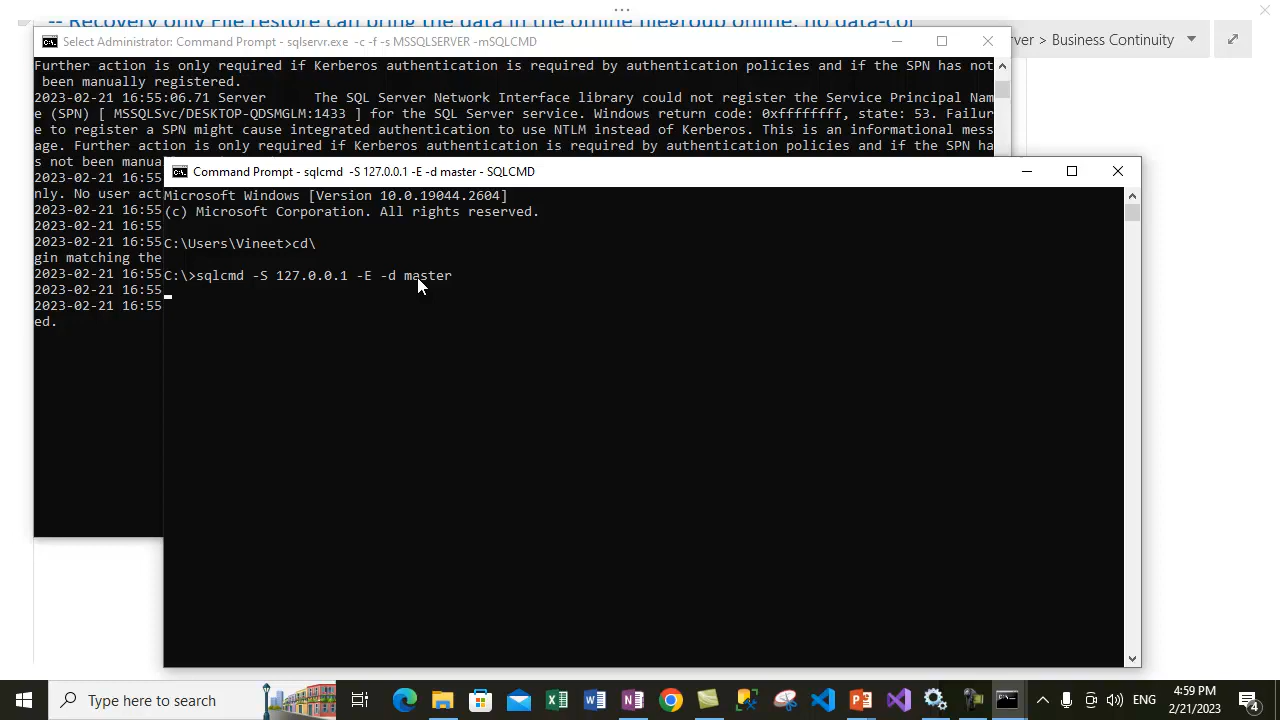 -- Recovery only File restore can bring the data in the offline filegroup online, no data-cor
ver > Business Continuity
Select Administrator: Command Prompt - sqlservr.exe -c -f -s MSSQLSERVER -mSQLCMD
Further action is only required if Kerberos authentication is required by authentication policies and if the SPN has not
been manually registered.
2023-02-21 16:55:06.71 Server      The SQL Server Network Interface library could not register the Service Principal Nam
e (SPN) [ MSSQLSvc/DESKTOP-QDSMGLM:1433 ] for the SQL Server service. Windows return code: 0xffffffff, state: 53. Failur
e to register a SPN might cause integrated authentication to use NTLM instead of Kerberos. This is an informational mess
age. Further action is only required if Kerberos authentication is required by authentication policies and if the SPN ha
s not been manua
2023-02-21 16:55
nly. No user act
2023-02-21 16:55
2023-02-21 16:55
2023-02-21 16:55
gin matching the
2023-02-21 16:55
2023-02-21 16:55
2023-02-21 16:55
ed.
Command Prompt - sqlcmd -S 127.0.0.1 -E -d master - SQLCMD
Microsoft Windows [Version 10.0.19044.2604]
(c) Microsoft Corporation. All rights reserved.
C:\Users\Vineet>cd\
C:\>sqlcmd -S 127.0.0.1 -E -d master
Type here to search
ENG
4:59 PM
2/21/2023
4